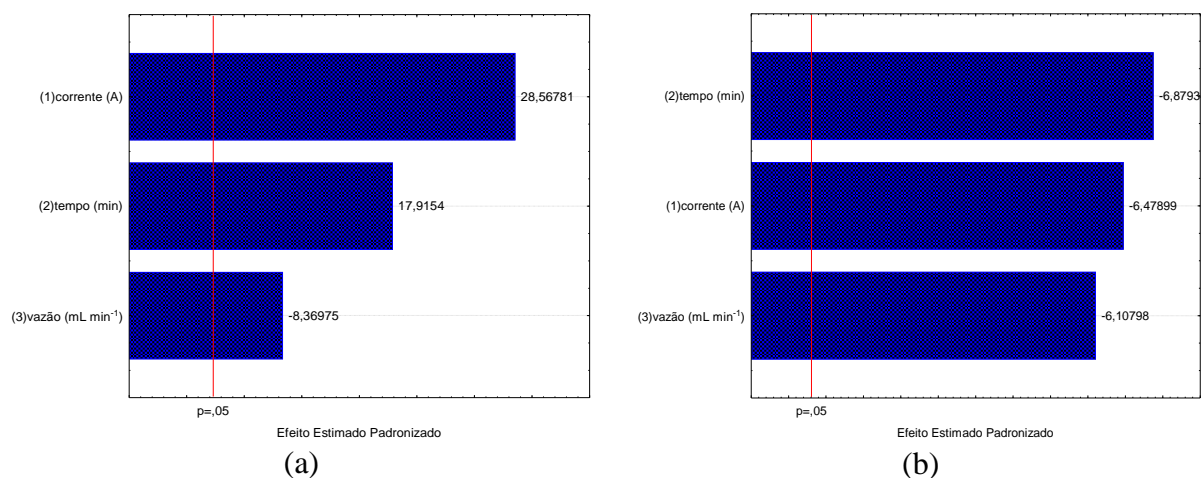 (1)corrente (A)
28,56781
(2)tempo (min)
17,9154
(3)vazão (mL min-1)
-8,36975
p=,05
Efeito Estimado Padronizado
(a)
(2)tempo (min)
-6,8793
(1)corrente (A)
-6,47899
(3)vazão (mL min-1)
-6,10798
p=,05
Efeito Estimado Padronizado
(b)